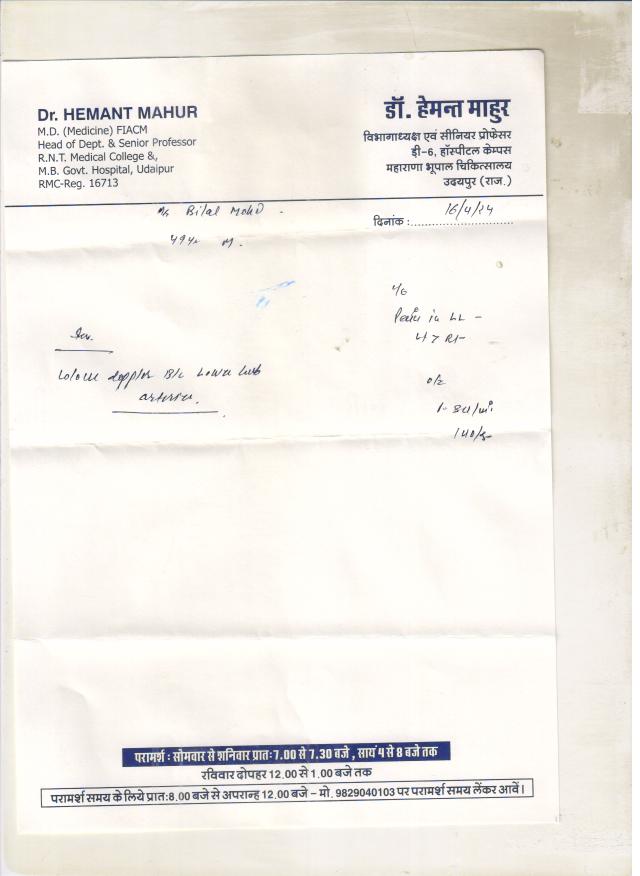 Dr. HEMANT MAHUR
M.D. (Medicine) FIACM
Head of Dept. & Senior Professor
R.N.T. Medical College &,
M.B. Govt. Hospital, Udaipur
RMC-Reg. 16713
डॉ. हेमन्त माहुर
विभागाध्यक्ष एवं सीनियर प्रोफेसर
डी-6, हॉस्पीटल केम्पस
महाराणा भूपाल चिकित्सालय
उदयपुर (राज.)
Bilal Mohd
दिनांक : 16/4/24
49 M.
Pain in LL -
Inv.
colour doppler B/L Lower limb
arteries.
O/E
परामर्श : सोमवार से शनिवार प्रातः7.00 से 7.30 बजे , सायं 4 से 8 बजे तक
रविवार दोपहर 12.00 से 1.00 बजे तक
परामर्श समय के लिये प्रात:8.00 बजे से अपरान्ह 12.00 बजे – मो. 9829040103 पर परामर्श समय लेंकर आवें।